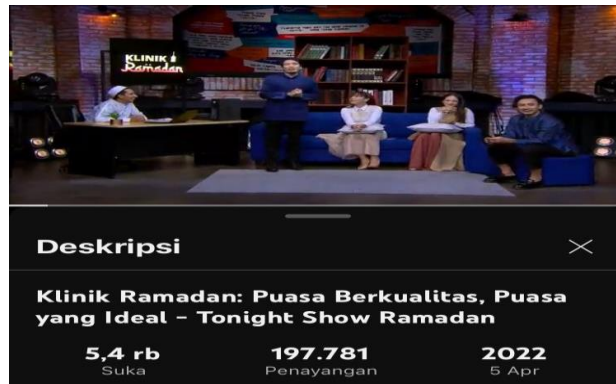 KLINIK
Ramadan
Deskripsi
Klinik Ramadan: Puasa Berkualitas, Puasa
yang Ideal – Tonight Show Ramadan
5,4 rb 197.781 2022
Suka Penayangan 5 Apr